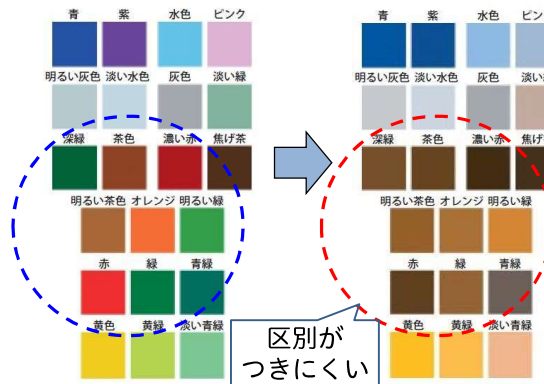 青 紫 水色 ピンク
明るい灰色 淡い水色 灰色 淡い緑
深緑 茶色 濃い赤 焦げ茶
明るい茶色 オレンジ 明るい緑
赤 緑 青緑
黄色 黄緑 淡い青緑
青 紫 水色 ピン
明るい灰色 淡い水色 灰色 淡い
深緑 茶色 濃い赤 焦げ
明るい茶色 オレンジ 明るい緑
赤 緑 青緑
黄色 黄緑 淡い青緑
区別が
つきにくい